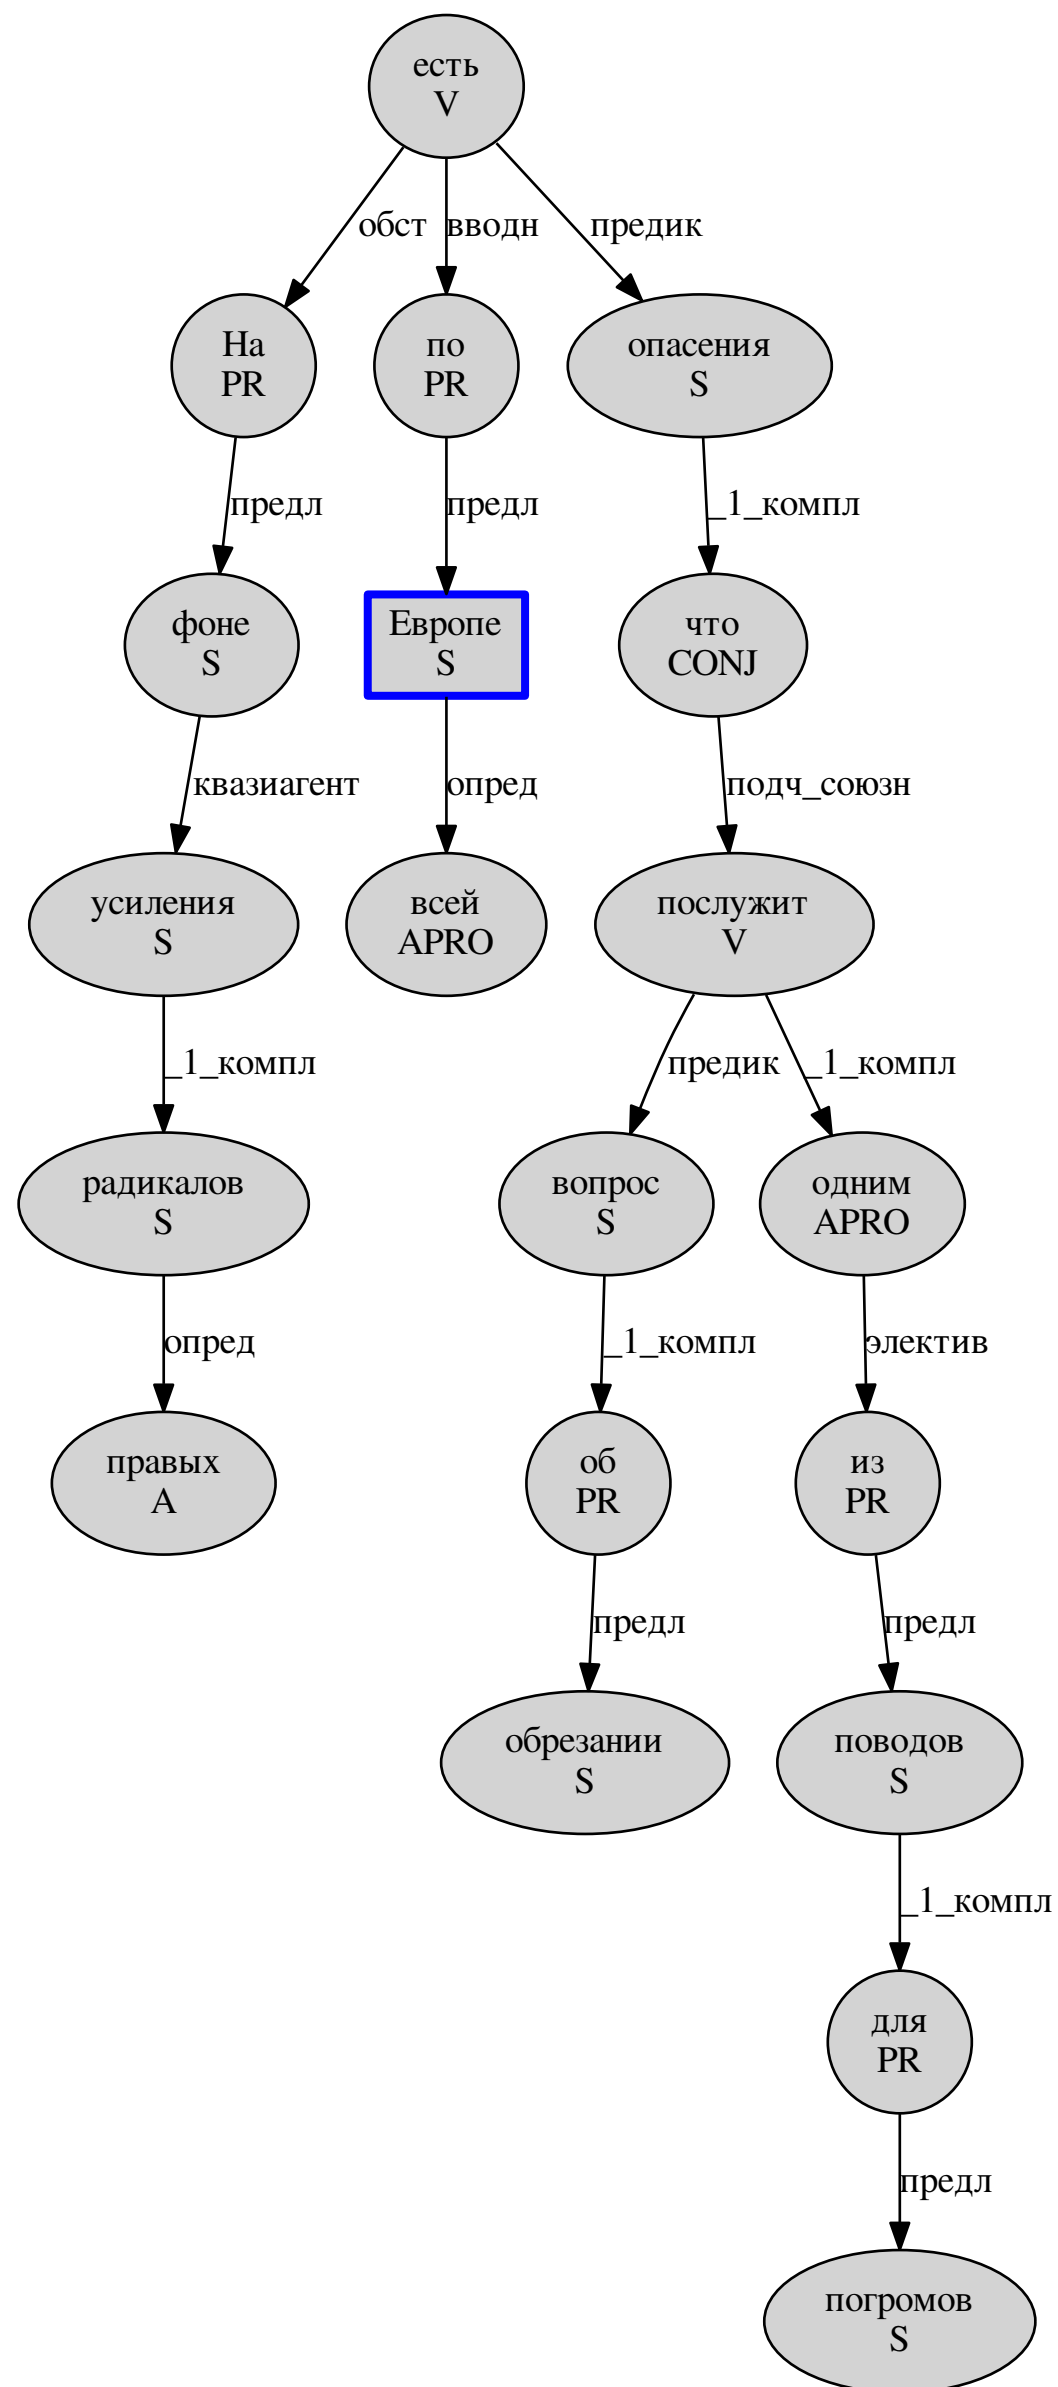 есть
V
обст вводн предик
На
PR
по
PR
опасения
S
предл предл _1_компл
фоне
S
Европе
S
что
CONJ
квазиагент опред подч_союзн
усиления
S
всей
APRO
послужит
V
_1_компл предик _1_компл
радикалов
S
вопрос
S
одним
APRO
опред _1_компл электив
правых
A
об
PR
из
PR
предл предл
обрезании
S
поводов
S
_1_компл
для
PR
предл
погромов
S